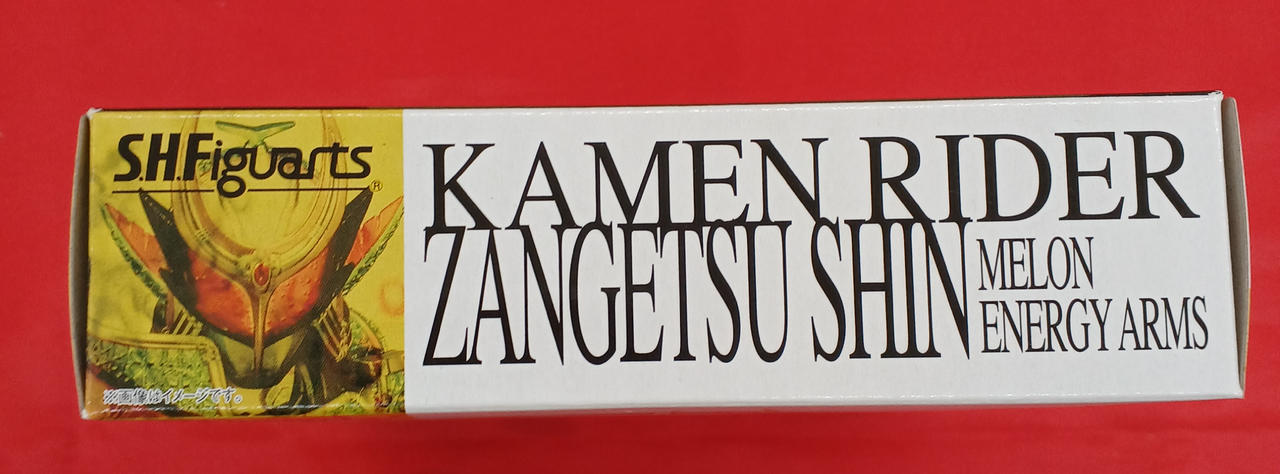 S.H.Figuarts
®
※画像はイメージです。
KAMEN RIDER
ZANGETSU SHIN
MELON
ENERGY ARMS